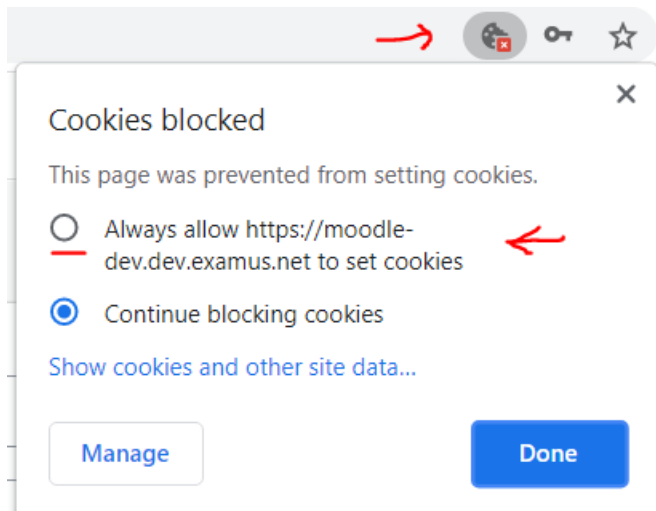 Cookies blocked
This page was prevented from setting cookies.
Always allow https://moodle-
dev.dev.examus.net to set cookies
Continue blocking cookies
Show cookies and other site data...
Manage
Done